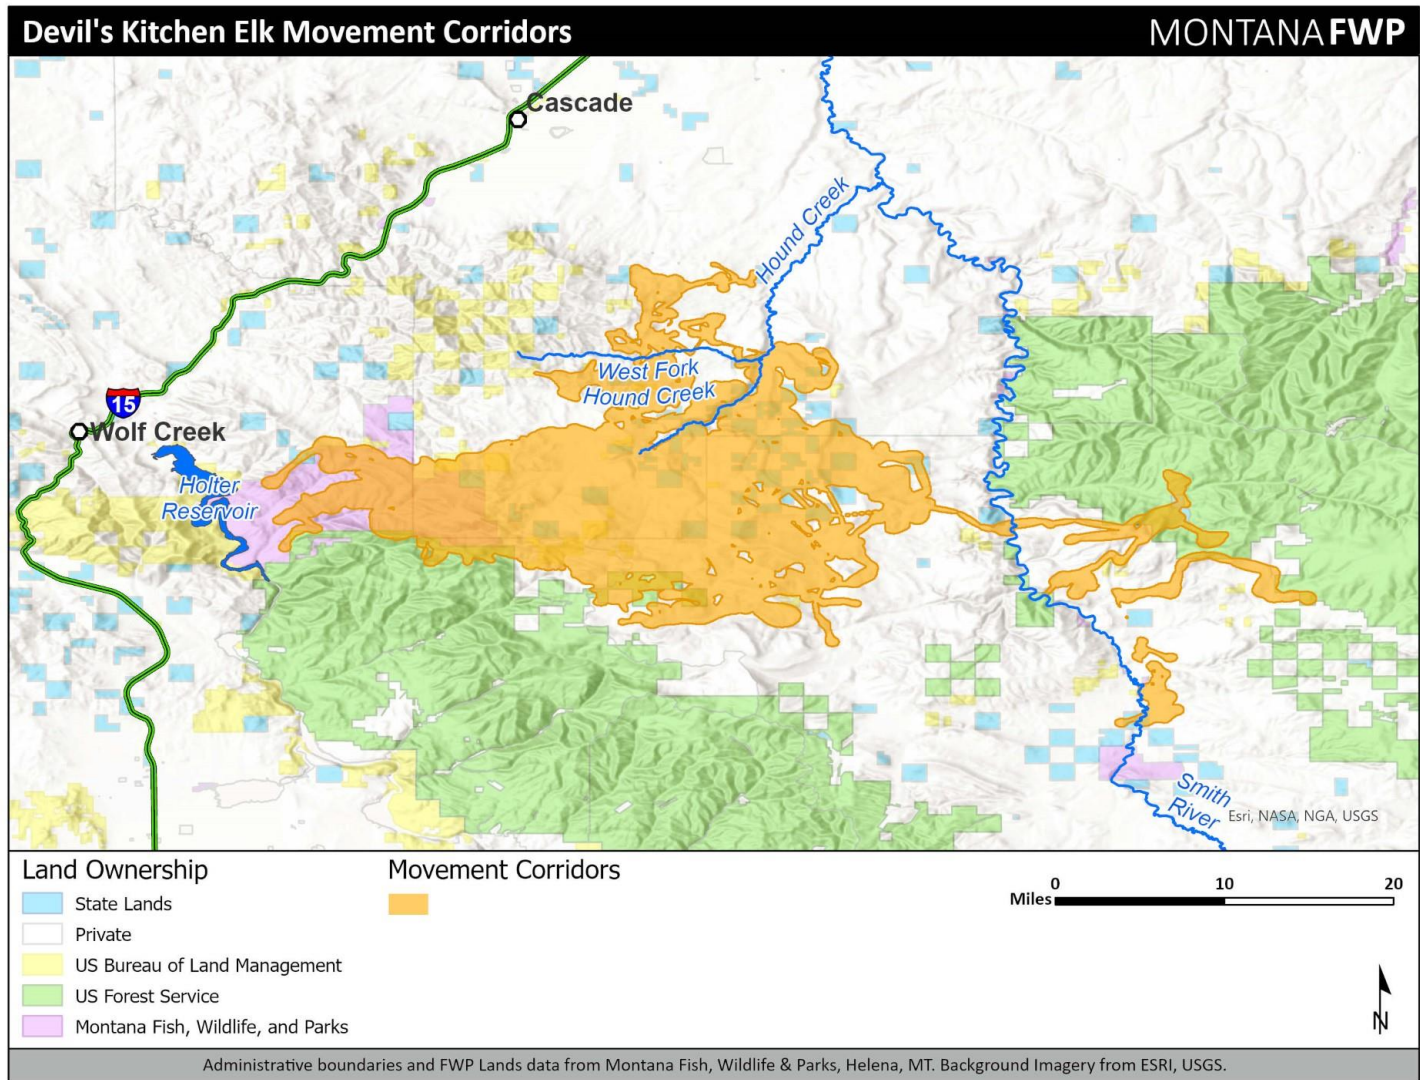 Devil's Kitchen Elk Movement Corridors
MONTANA FWP
Cascade
Hound Creek
West Fork
Hound Creek
15
Wolf Creek
Holter
Reservoir
Smith
River
Esri, NASA, NGA, USGS
Land Ownership
State Lands
Private
US Bureau of Land Management
US Forest Service
Montana Fish, Wildlife, and Parks
Movement Corridors
0 10 20
Miles
N
Administrative boundaries and FWP Lands data from Montana Fish, Wildlife & Parks, Helena, MT. Background Imagery from ESRI, USGS.